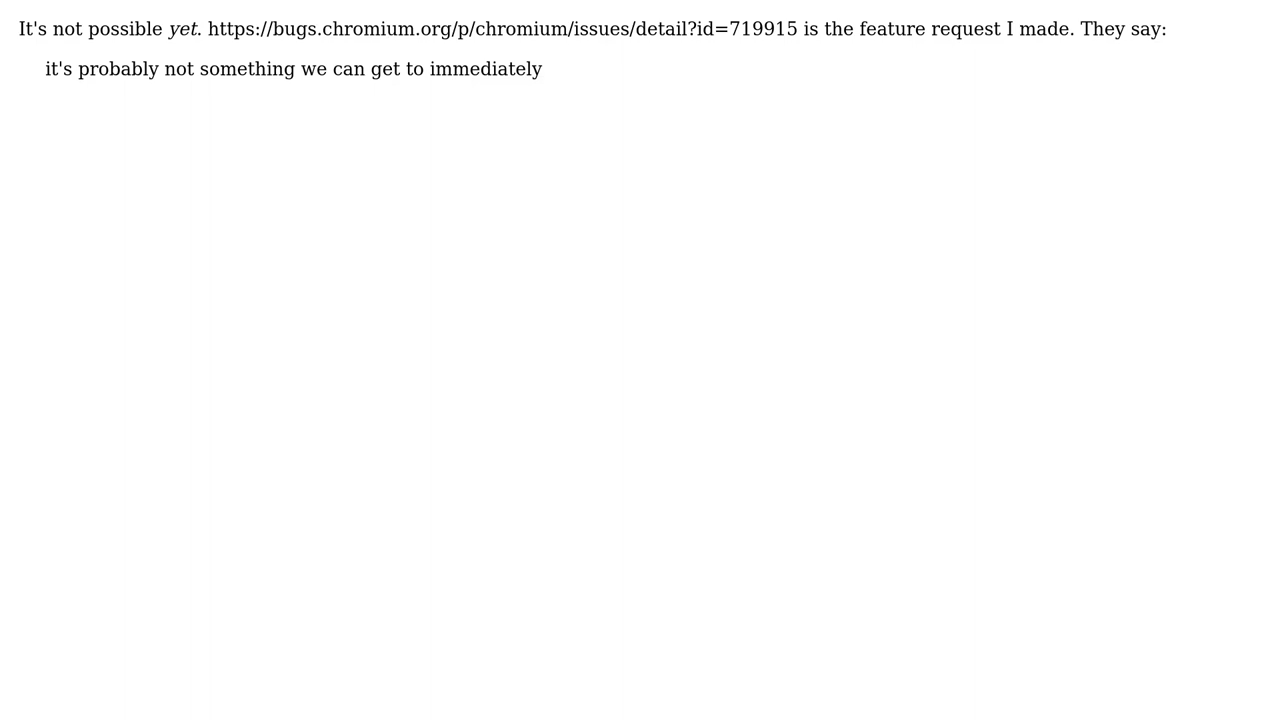 It's not possible yet. https://bugs.chromium.org/p/chromium/issues/detail?id=719915 is the feature request I made. They say:
it's probably not something we can get to immediately